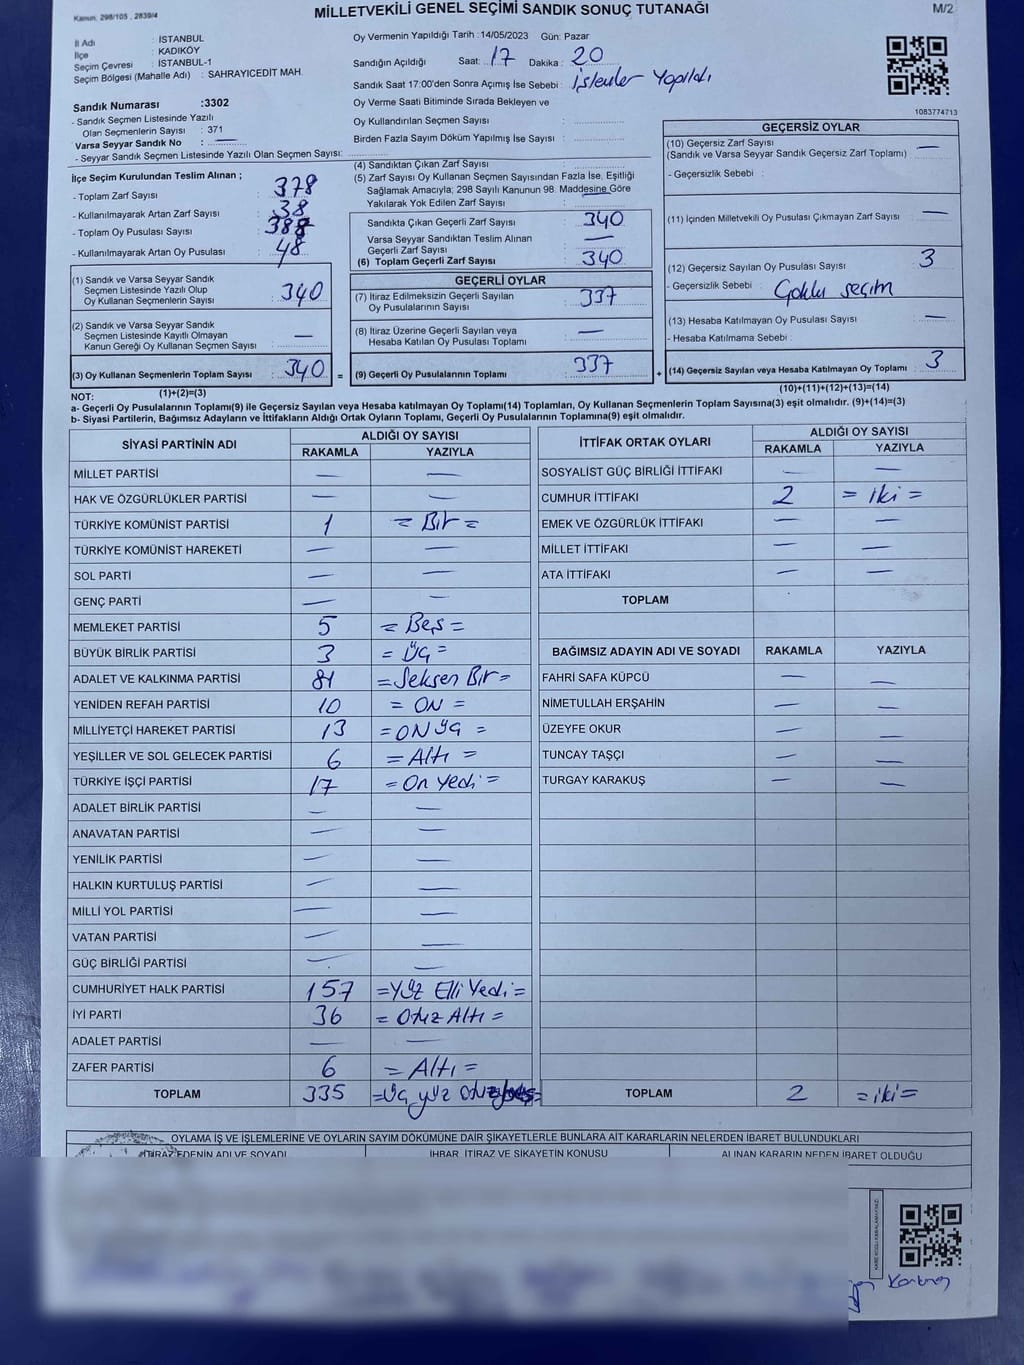 Kanun, 298/105 , 2839/4
MİLLETVEKİLİ GENEL SEÇİMİ SANDIK SONUÇ TUTANAĞI
M/2
İl Adı : İSTANBUL
İlçe : KADIKÖY
Seçim Çevresi : İSTANBUL-1
Seçim Bölgesi (Mahalle Adı) : SAHRAYICEDİT MAH.
Sandık Numarası :3302
- Sandık Seçmen Listesinde Yazılı
Olan Seçmenlerin Sayısı : 371
Varsa Seyyar Sandık No : —
- Seyyar Sandık Seçmen Listesinde Yazılı Olan Seçmen Sayısı:
Oy Vermenin Yapıldığı Tarih :14/05/2023 Gün: Pazar
Sandığın Açıldığı Saat: 17 Dakika: 20
Sandık Saat 17:00'den Sonra Açımış İse Sebebi : İşlemler Yapıldı
Oy Verme Saati Bitiminde Sırada Bekleyen ve
Oy Kullandırılan Seçmen Sayısı :
Birden Fazla Sayım Döküm Yapılmış İse Sayısı :
1083774713
İlçe Seçim Kurulundan Teslim Alınan ;
- Toplam Zarf Sayısı : 378
- Kullanılmayarak Artan Zarf Sayısı : 38
- Toplam Oy Pusulası Sayısı : 388
- Kullanılmayarak Artan Oy Pusulası : 48
(4) Sandıktan Çıkan Zarf Sayısı :
(5) Zarf Sayısı Oy Kullanan Seçmen Sayısından Fazla İse, Eşitliği
Sağlamak Amacıyla; 298 Sayılı Kanunun 98. Maddesine Göre
Yakılarak Yok Edilen Zarf Sayısı : —
Sandıkta Çıkan Geçerli Zarf Sayısı : 340
Varsa Seyyar Sandıktan Teslim Alınan
Geçerli Zarf Sayısı : —
(6) Toplam Geçerli Zarf Sayısı : 340
GEÇERSİZ OYLAR
(10) Geçersiz Zarf Sayısı : —
(Sandık ve Varsa Seyyar Sandık Geçersiz Zarf Toplamı)
- Geçersizlik Sebebi :
(11) İçinden Milletvekili Oy Pusulası Çıkmayan Zarf Sayısı : —
(12) Geçersiz Sayılan Oy Pusulası Sayısı : 3
- Geçersizlik Sebebi : Çoklu seçim
(13) Hesaba Katılmayan Oy Pusulası Sayısı : —
- Hesaba Katılmama Sebebi :
(1) Sandık ve Varsa Seyyar Sandık
Seçmen Listesinde Yazılı Olup
Oy Kullanan Seçmenlerin Sayısı : 340
(2) Sandık ve Varsa Seyyar Sandık
Seçmen Listesinde Kayıtlı Olmayan
Kanun Gereği Oy Kullanan Seçmen Sayısı : —
GEÇERLİ OYLAR
(7) İtiraz Edilmeksizin Geçerli Sayılan
Oy Pusulalarının Sayısı : 337
(8) İtiraz Üzerine Geçerli Sayılan veya
Hesaba Katılan Oy Pusulası Toplamı : —
(3) Oy Kullanan Seçmenlerin Toplam Sayısı : 340 = (9) Geçerli Oy Pusulalarının Toplamı : 337 + (14) Geçersiz Sayılan veya Hesaba Katılmayan Oy Toplamı : 3
NOT: (1)+(2)=(3) (10)+(11)+(12)+(13)=(14)
a- Geçerli Oy Pusulalarının Toplamı(9) ile Geçersiz Sayılan veya Hesaba katılmayan Oy Toplamı(14) Toplamları, Oy Kullanan Seçmenlerin Toplam Sayısına(3) eşit olmalıdır. (9)+(14)=(3)
b- Siyasi Partilerin, Bağımsız Adayların ve İttifakların Aldığı Ortak Oyların Toplamı, Geçerli Oy Pusulalarının Toplamına(9) eşit olmalıdır.
SİYASİ PARTİNİN ADI ALDIĞI OY SAYISI
RAKAMLA YAZIYLA
MİLLET PARTİSİ — —
HAK VE ÖZGÜRLÜKLER PARTİSİ — —
TÜRKİYE KOMÜNİST PARTİSİ 1 = Bir =
TÜRKİYE KOMÜNİST HAREKETİ — —
SOL PARTİ — —
GENÇ PARTİ — —
MEMLEKET PARTİSİ 5 = Beş =
BÜYÜK BİRLİK PARTİSİ 3 = Üç =
ADALET VE KALKINMA PARTİSİ 81 =Seksen Bir=
YENİDEN REFAH PARTİSİ 10 = ON =
MİLLİYETÇİ HAREKET PARTİSİ 13 =ON Üç =
YEŞİLLER VE SOL GELECEK PARTİSİ 6 = Altı =
TÜRKİYE İŞÇİ PARTİSİ 17 = On Yedi =
ADALET BİRLİK PARTİSİ — —
ANAVATAN PARTİSİ — —
YENİLİK PARTİSİ — —
HALKIN KURTULUŞ PARTİSİ — —
MİLLİ YOL PARTİSİ — —
VATAN PARTİSİ — —
GÜÇ BİRLİĞİ PARTİSİ — —
CUMHURİYET HALK PARTİSİ 157 =Yüz Elli Yedi=
İYİ PARTİ 36 = Otuz Altı =
ADALET PARTİSİ — —
ZAFER PARTİSİ 6 = Altı =
TOPLAM 335 =Üç yüz otuz beş=
İTTİFAK ORTAK OYLARI ALDIĞI OY SAYISI
RAKAMLA YAZIYLA
SOSYALİST GÜÇ BİRLİĞİ İTTİFAKI — —
CUMHUR İTTİFAKI 2 = iki =
EMEK VE ÖZGÜRLÜK İTTİFAKI — —
MİLLET İTTİFAKI — —
ATA İTTİFAKI — —
TOPLAM
BAĞIMSIZ ADAYIN ADI VE SOYADI RAKAMLA YAZIYLA
FAHRİ SAFA KÜPCÜ — —
NİMETULLAH ERŞAHİN — —
ÜZEYFE OKUR — —
TUNCAY TAŞÇI — —
TURGAY KARAKUŞ — —
TOPLAM 2 = iki =
OYLAMA İŞ VE İŞLEMLERİNE VE OYLARIN SAYIM DÖKÜMÜNE DAİR ŞİKAYETLERLE BUNLARA AİT KARARLARIN NELERDEN İBARET BULUNDUKLARI
İTİRAZ EDENİN ADI VE SOYADI İHBAR, İTİRAZ VE ŞİKAYETİN KONUSU ALINAN KARARIN NEDEN İBARET OLDUĞU